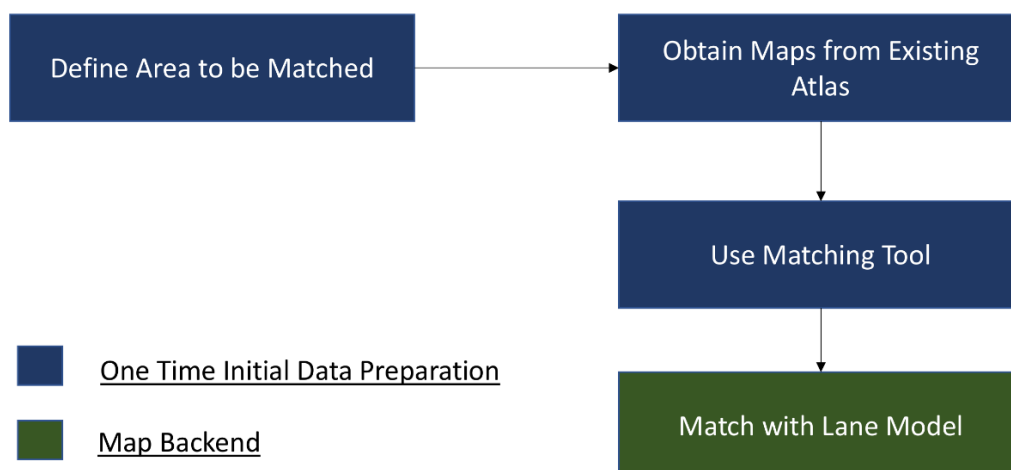 Define Area to be Matched
Obtain Maps from Existing
Atlas
Use Matching Tool
One Time Initial Data Preparation
Map Backend
Match with Lane Model